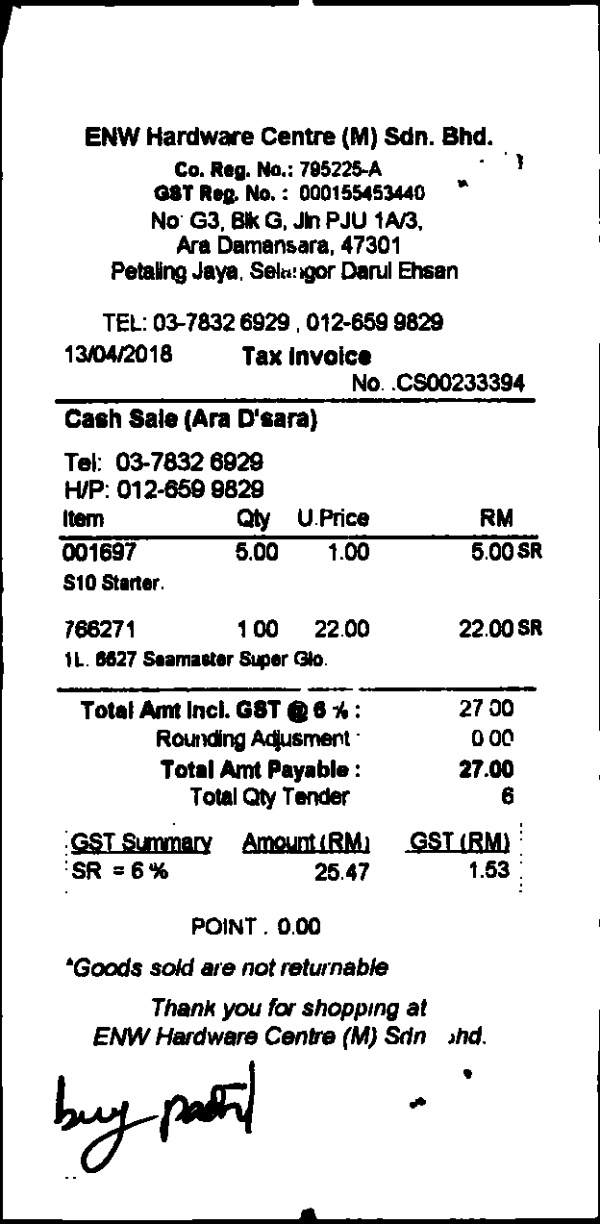 ENW Hardware Centre (M) Sdn. Bhd.
Co. Reg. No.: 795225-A
GST Reg. No. : 000155453440
No G3, Blk G, Jln PJU 1A/3,
Ara Damansara, 47301
Petaling Jaya, Selangor Darul Ehsan
TEL: 03-7832 6929 , 012-659 9829
13/04/2018 Tax Invoice
No. .CS00233394
Cash Sale (Ara D'sara)
Tel: 03-7832 6929
H/P: 012-659 9829
Item Qty U.Price RM
001697 5.00 1.00 5.00 SR
S10 Starter.
766271 1 00 22.00 22.00 SR
1L. 6627 Seamaster Super Glo.
Total Amt Incl. GST @ 6 % : 27 00
Rounding Adjusment : 0 00
Total Amt Payable : 27.00
Total Qty Tender 6
GST Summary Amount (RM) GST (RM)
SR = 6 % 25.47 1.53
POINT . 0.00
*Goods sold are not returnable
Thank you for shopping at
ENW Hardware Centre (M) Sdn hd.
buy